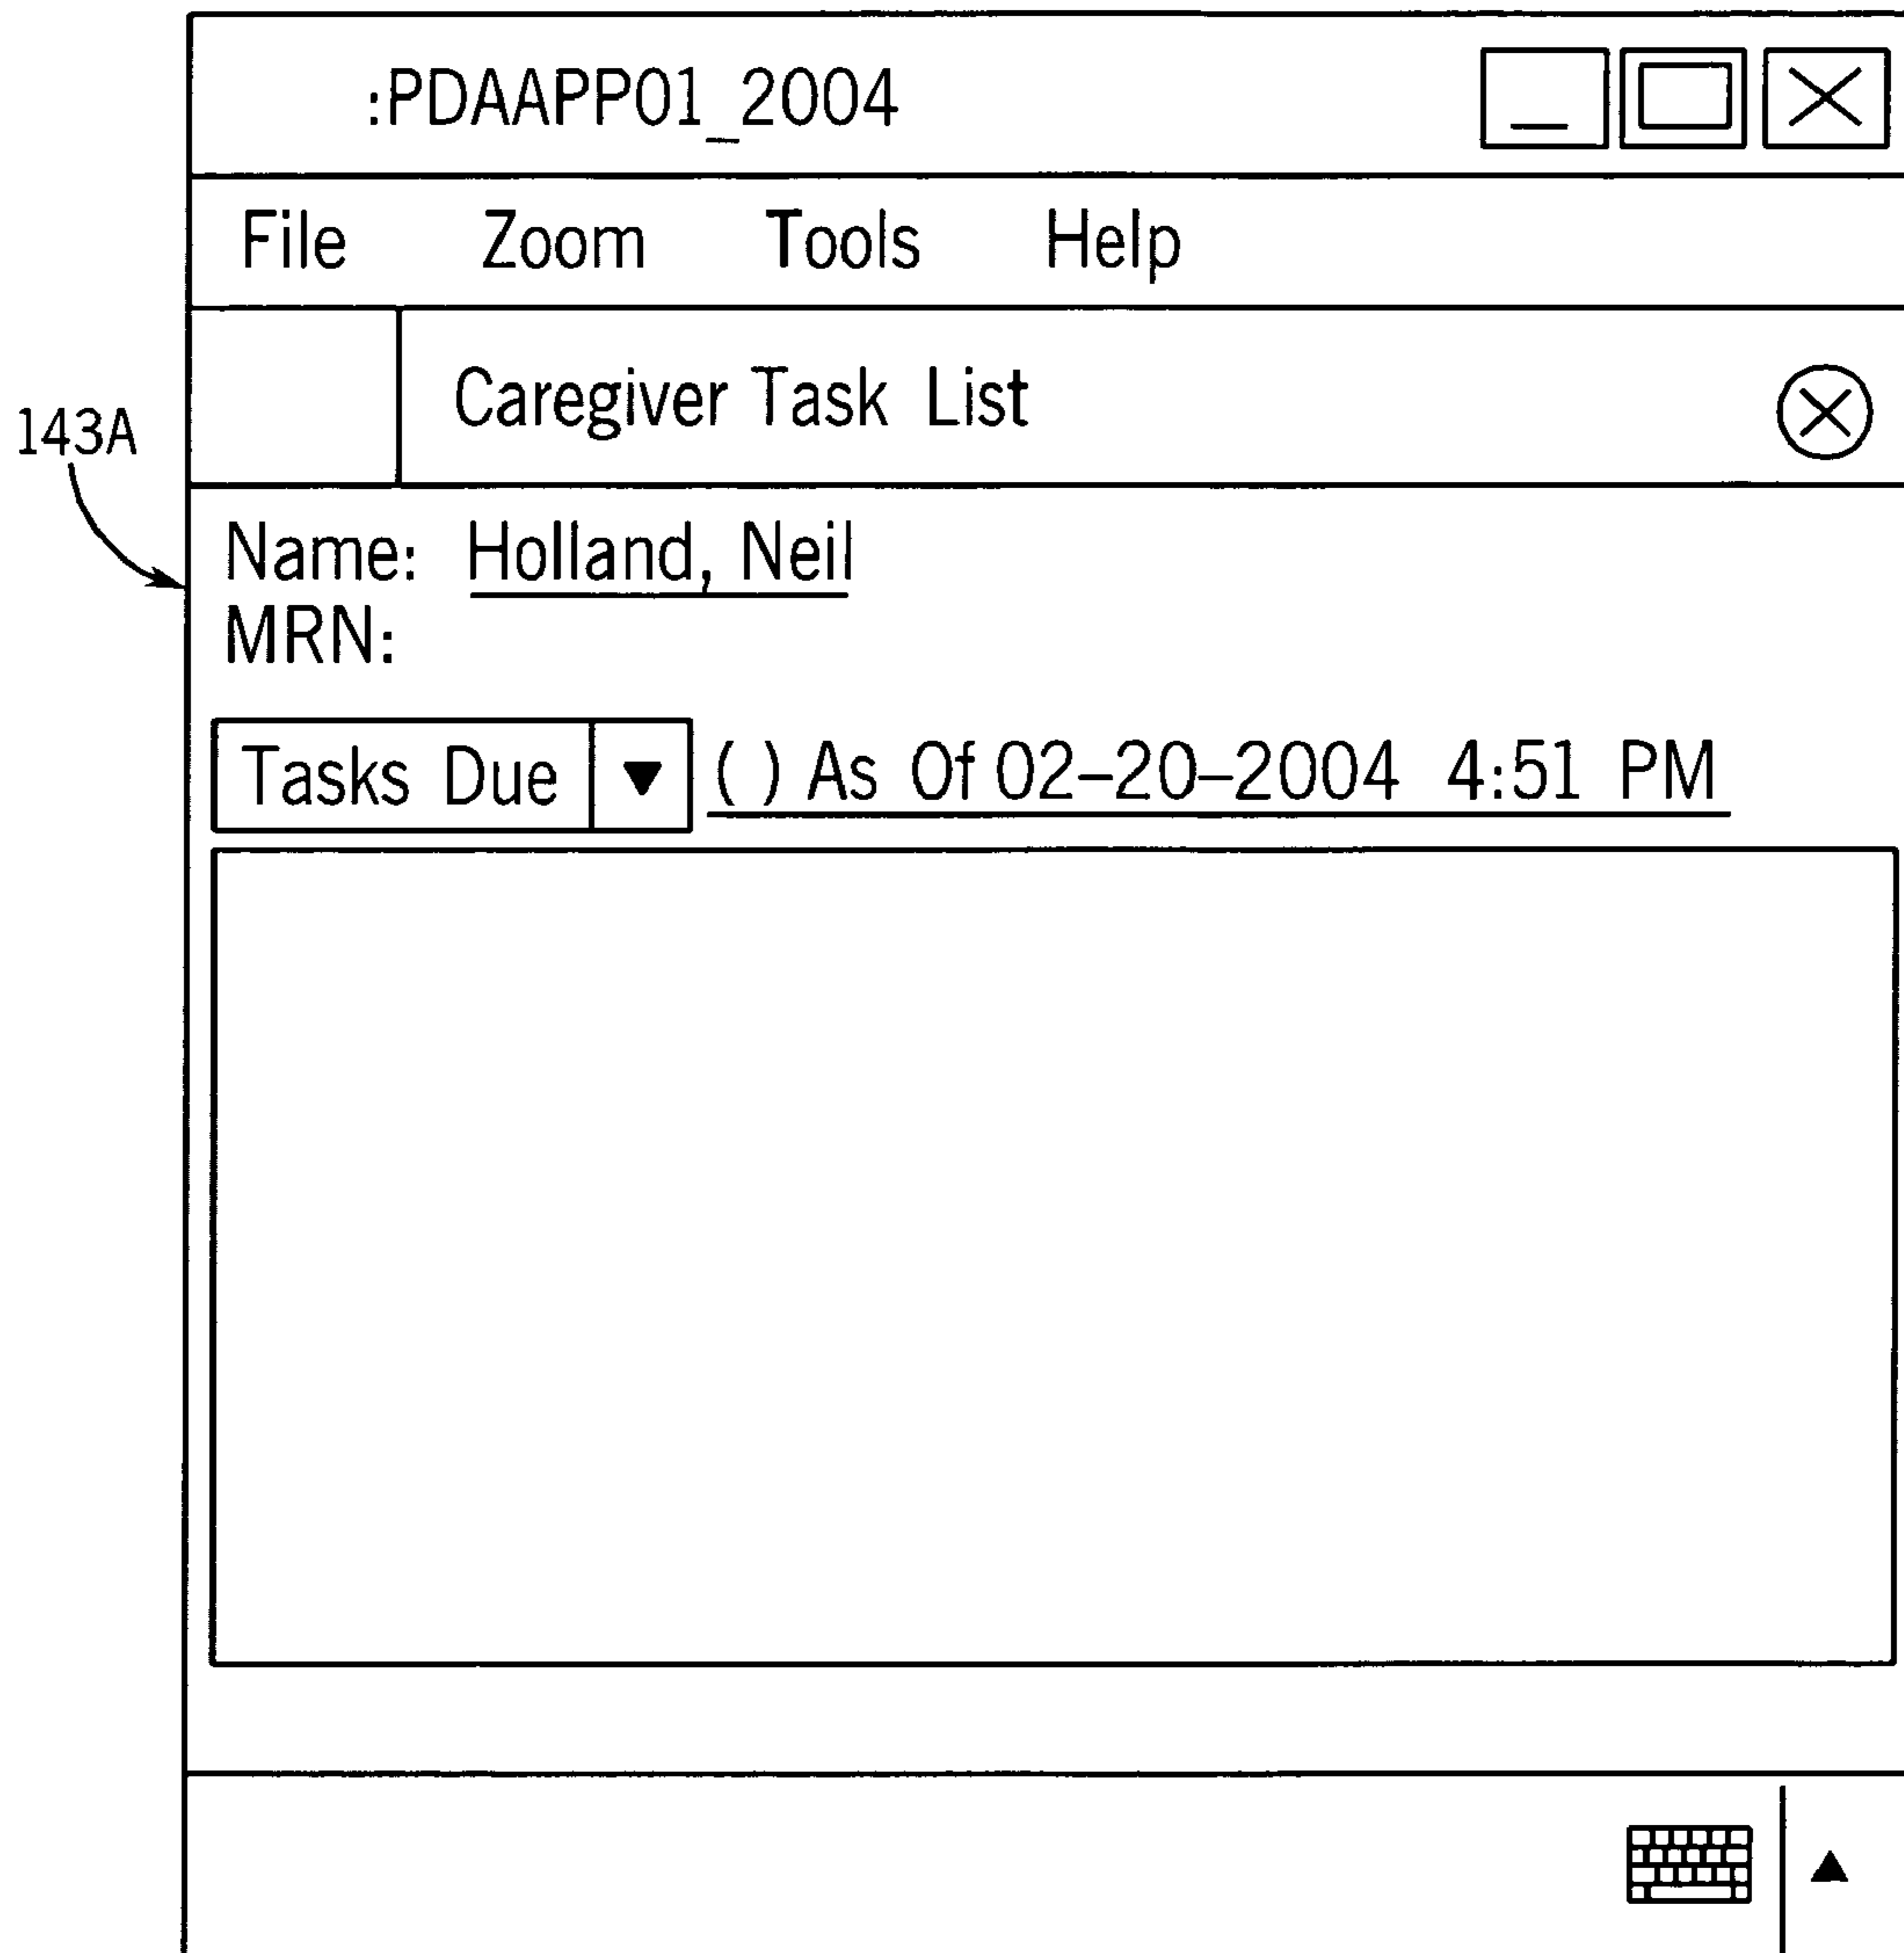 :PDAAPP01_2004
File Zoom Tools Help
Caregiver Task List
143A
Name: Holland, Neil
MRN:
Tasks Due ( ) As Of 02–20–2004 4:51 PM